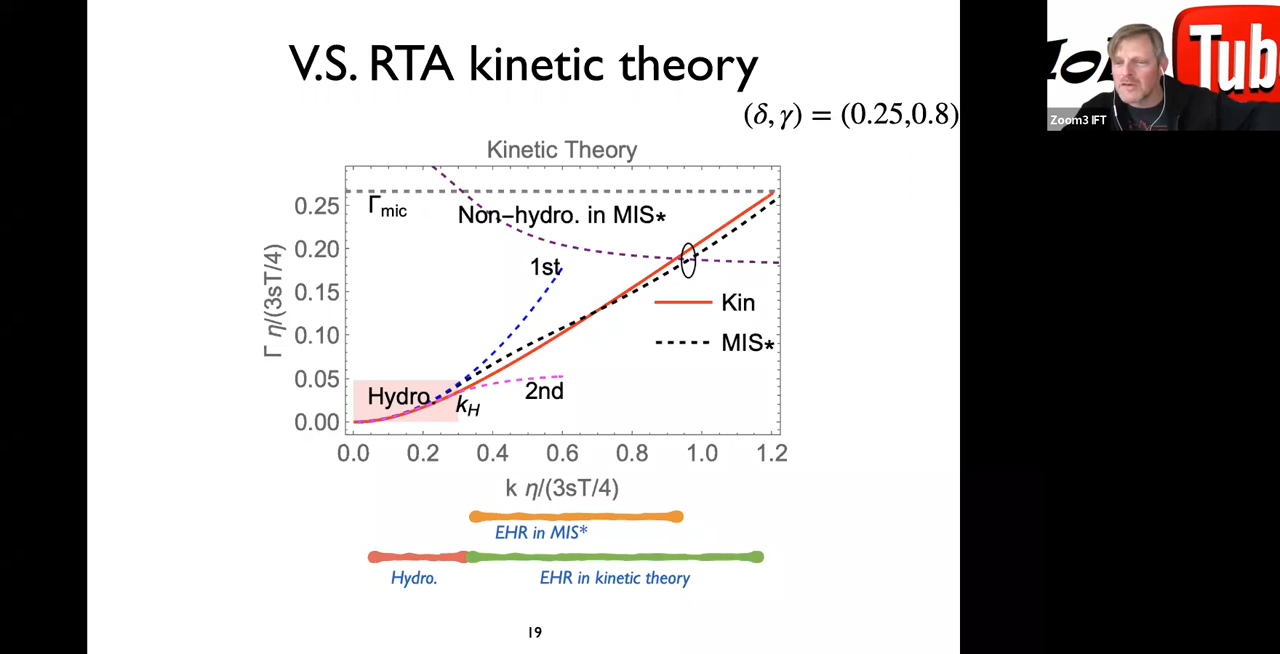 V.S. RTA kinetic theory
(δ, γ) = (0.25,0.8)
Kinetic Theory
Γmic
Non-hydro. in MIS*
1st
Kin
MIS*
Hydro.
kH
2nd
0.25
0.20
0.15
0.10
0.05
0.00
Γ η/(3sT/4)
0.0 0.2 0.4 0.6 0.8 1.0 1.2
k η/(3sT/4)
EHR in MIS*
Hydro.
EHR in kinetic theory
19
Tub
Zoom3 IFT